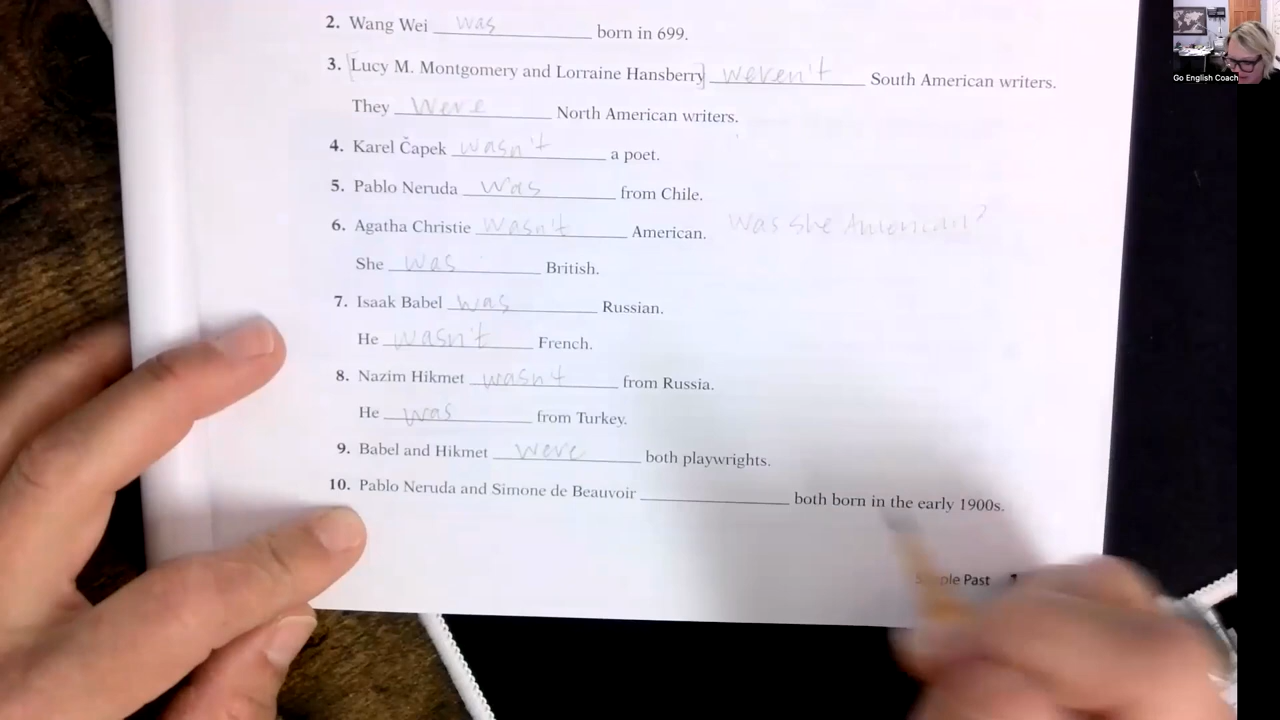 2. Wang Wei was born in 699.
3. [Lucy M. Montgomery and Lorraine Hansberry] weren't South American writers.
They were North American writers.
4. Karel Čapek wasn't a poet.
5. Pablo Neruda was from Chile.
6. Agatha Christie wasn't American. Was she American?
She was British.
7. Isaak Babel was Russian.
He wasn't French.
8. Nazim Hikmet wasn't from Russia.
He was from Turkey.
9. Babel and Hikmet were both playwrights.
10. Pablo Neruda and Simone de Beauvoir both born in the early 1900s.
Past
Go English Coach